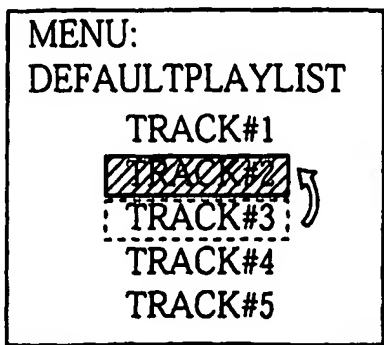 MENU:
DEFAULTPLAYLIST
TRACK#1
TRACK#2
TRACK#3
TRACK#4
TRACK#5